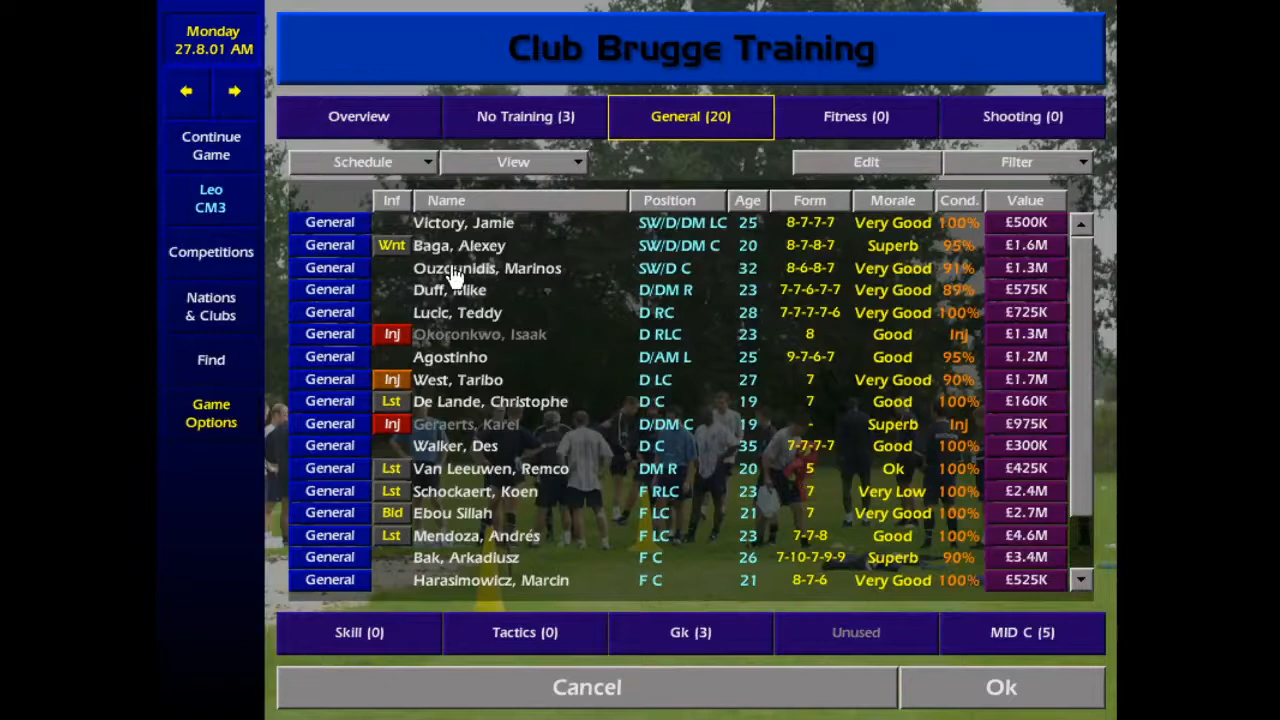 Monday
27.8.01 AM
Club Brugge Training
Overview
No Training (3)
General (20)
Fitness (0)
Shooting (0)
Continue
Game
Schedule
View
Edit
Filter
Leo
CM3
Inf Name Position Age Form Morale Cond. Value
General Victory, Jamie SW/D/DM LC 25 8-7-7-7 Very Good 100% £500K
General Wnt Baga, Alexey SW/D/DM C 20 8-7-8-7 Superb 95% £1.6M
General Ouzounidis, Marinos SW/D C 32 8-6-8-7 Very Good 91% £1.3M
General Duff, Mike D/DM R 23 7-7-6-7-7 Very Good 89% £575K
General Lucic, Teddy D RC 28 7-7-7-7-6 Very Good 100% £725K
General Inj Okoronkwo, Isaak D RLC 23 8 Good Inj £1.3M
General Agostinho D/AM L 25 9-7-6-7 Good 95% £1.2M
General Inj West, Taribo D LC 27 7 Very Good 90% £1.7M
General Lst De Lande, Christophe D C 19 7 Good 100% £160K
General Inj Geraerts, Karel D/DM C 19 - Superb Inj £975K
General Walker, Des D C 35 7-7-7-7 Good 100% £300K
General Lst Van Leeuwen, Remco DM R 20 5 Ok 100% £425K
General Lst Schockaert, Koen F RLC 23 7 Very Low 100% £2.4M
General Bid Ebou Sillah F LC 21 7 Very Good 100% £2.7M
General Lst Mendoza, Andrés F LC 23 7-7-8 Good 100% £4.6M
General Bak, Arkadiusz F C 26 7-10-7-9-9 Superb 90% £3.4M
General Harasimowicz, Marcin F C 21 8-7-6 Very Good 100% £525K
Competitions
Nations
& Clubs
Find
Game
Options
Skill (0)
Tactics (0)
Gk (3)
Unused
MID C (5)
Cancel
Ok